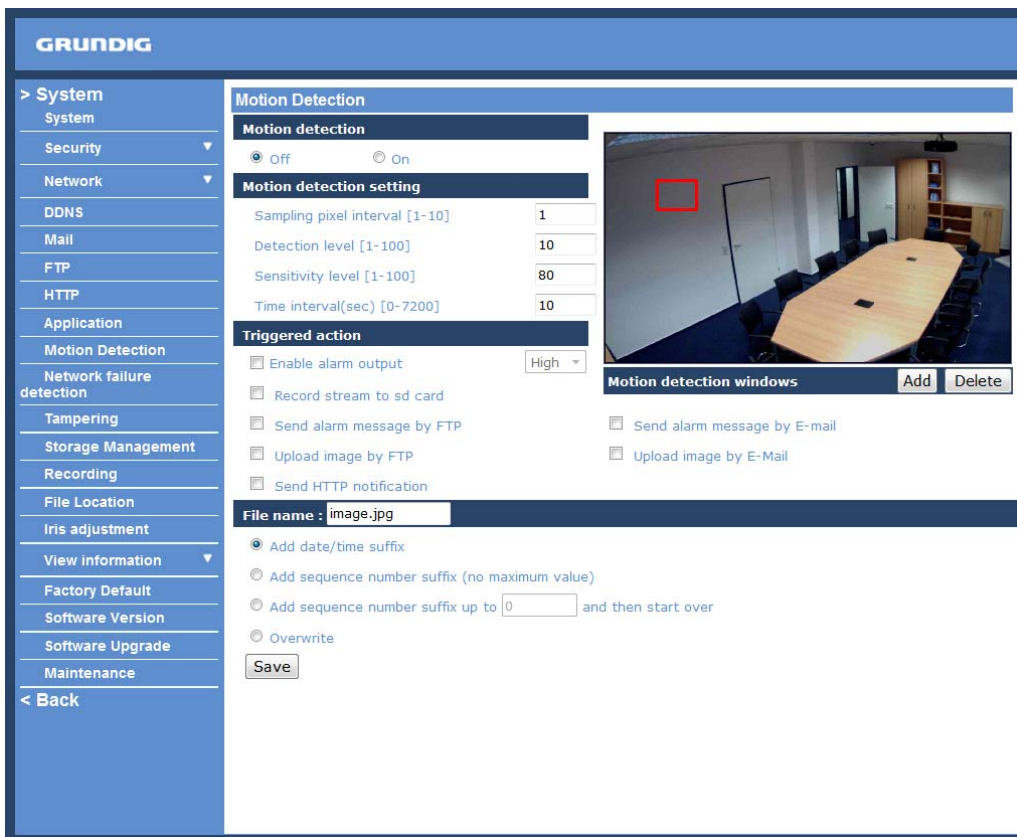 GRUNDIG
> System
System
Security
Network
DDNS
Mail
FTP
HTTP
Application
Motion Detection
Network failure
detection
Tampering
Storage Management
Recording
File Location
Iris adjustment
View information
Factory Default
Software Version
Software Upgrade
Maintenance
< Back
Motion Detection
Motion detection
Off On
Motion detection setting
Sampling pixel interval [1-10] 1
Detection level [1-100] 10
Sensitivity level [1-100] 80
Time interval(sec) [0-7200] 10
Triggered action
Enable alarm output High
Motion detection windows Add Delete
Record stream to sd card
Send alarm message by FTP Send alarm message by E-mail
Upload image by FTP Upload image by E-Mail
Send HTTP notification
File name : image.jpg
Add date/time suffix
Add sequence number suffix (no maximum value)
Add sequence number suffix up to 0 and then start over
Overwrite
Save